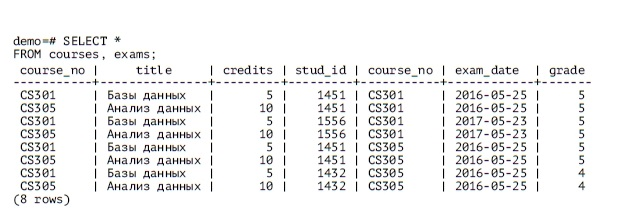 demo=# SELECT *
FROM courses, exams;
course_no | title | credits | stud_id | course_no | exam_date | grade
-----------+---------------+---------+---------+-----------+------------+-------
CS301 | Базы данных | 5 | 1451 | CS301 | 2016-05-25 | 5
CS305 | Анализ данных | 10 | 1451 | CS301 | 2016-05-25 | 5
CS301 | Базы данных | 5 | 1556 | CS301 | 2017-05-23 | 5
CS305 | Анализ данных | 10 | 1556 | CS301 | 2017-05-23 | 5
CS301 | Базы данных | 5 | 1451 | CS305 | 2016-05-25 | 5
CS305 | Анализ данных | 10 | 1451 | CS305 | 2016-05-25 | 5
CS301 | Базы данных | 5 | 1432 | CS305 | 2016-05-25 | 4
CS305 | Анализ данных | 10 | 1432 | CS305 | 2016-05-25 | 4
(8 rows)